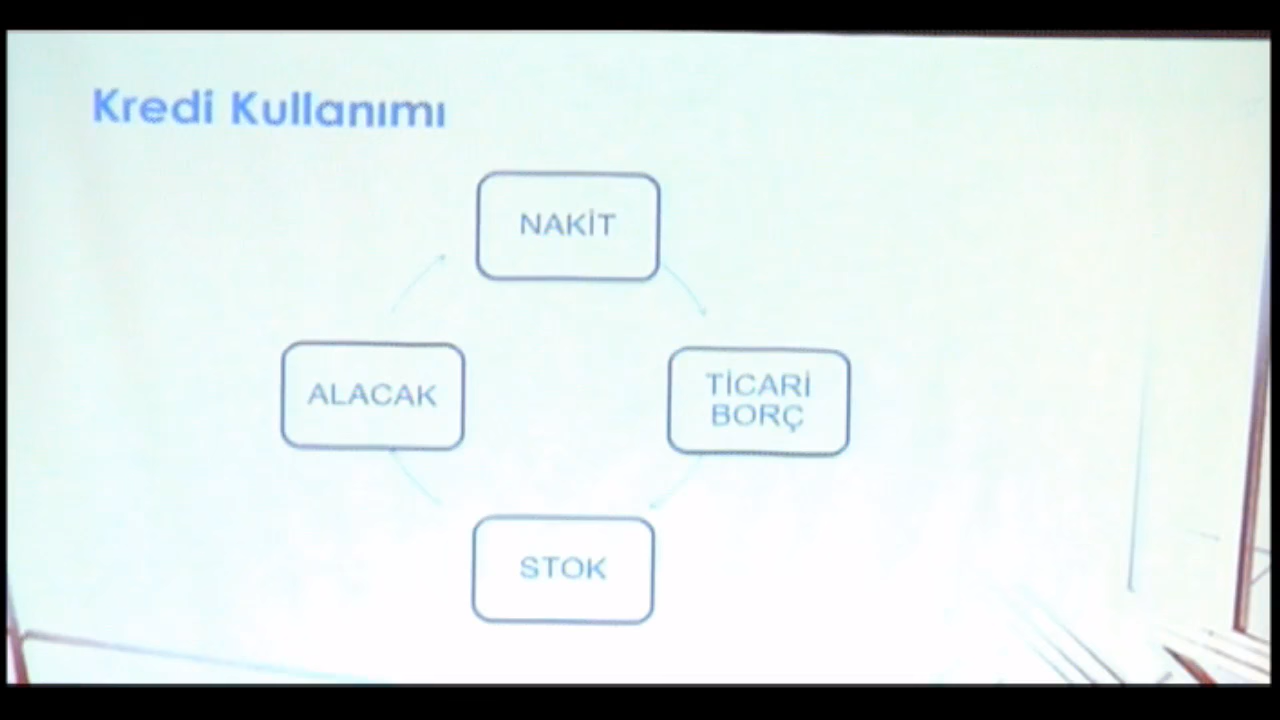 Kredi Kullanımı
NAKİT
ALACAK
TİCARİ
BORÇ
STOK